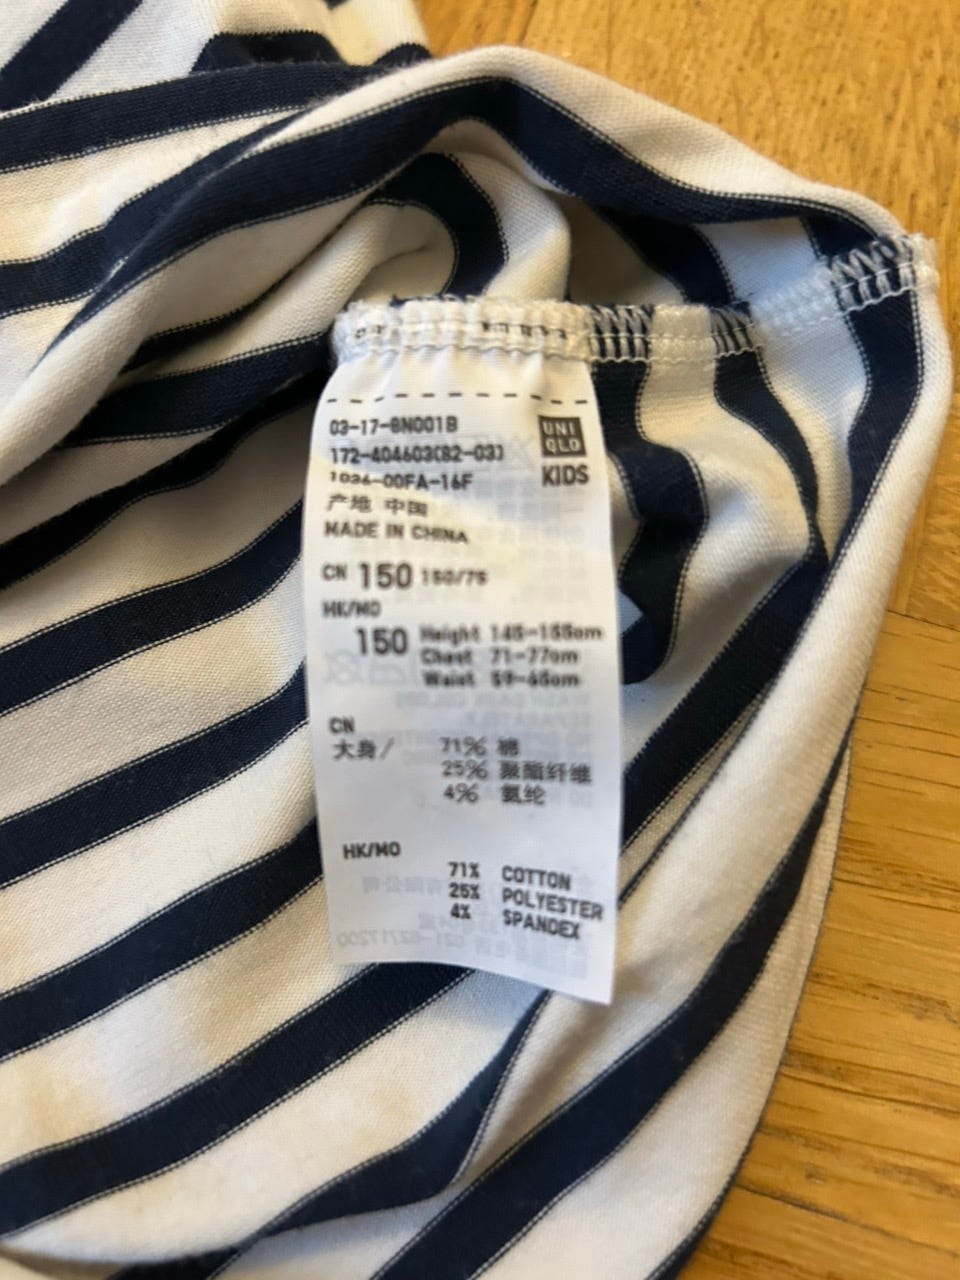 03-17-BN001B
172-404603(82-03)
1036-00FA-16F
UNI
QLO
KIDS
产地 中国
MADE IN CHINA
CN 150 150/75
HK/MO
150 Height 145-155cm
Chest 71-77cm
Waist 59-65cm
CN
大身/ 71% 棉
25% 聚酯纤维
4% 氨纶
HK/MO
71% COTTON
25% POLYESTER
4% SPANDEX